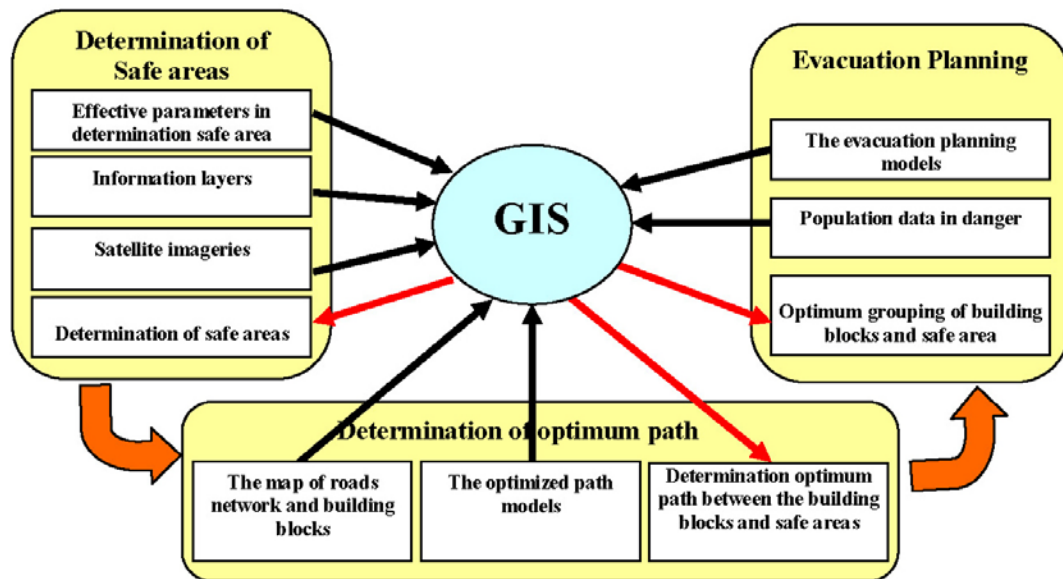 Determination of
Safe areas
Effective parameters in
determination safe area
Information layers
Satellite imageries
Determination of safe areas
GIS
Evacuation Planning
The evacuation planning
models
Population data in danger
Optimum grouping of building
blocks and safe area
Determination of optimum path
The map of roads
network and building
blocks
The optimized path
models
Determination optimum
path between the building
blocks and safe areas